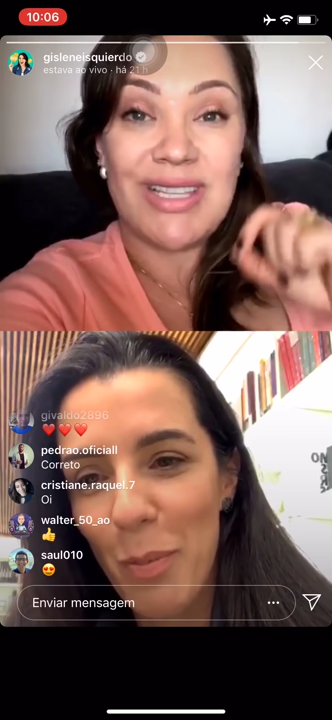 10:06
gisleneisquierdo
estava ao vivo · há 21 h
givaldo2896
❤️❤️❤️
pedrao.oficiall
Correto
cristiane.raquel.7
Oi
walter_50_ao
👍
saul010
😍
ON
Enviar mensagem